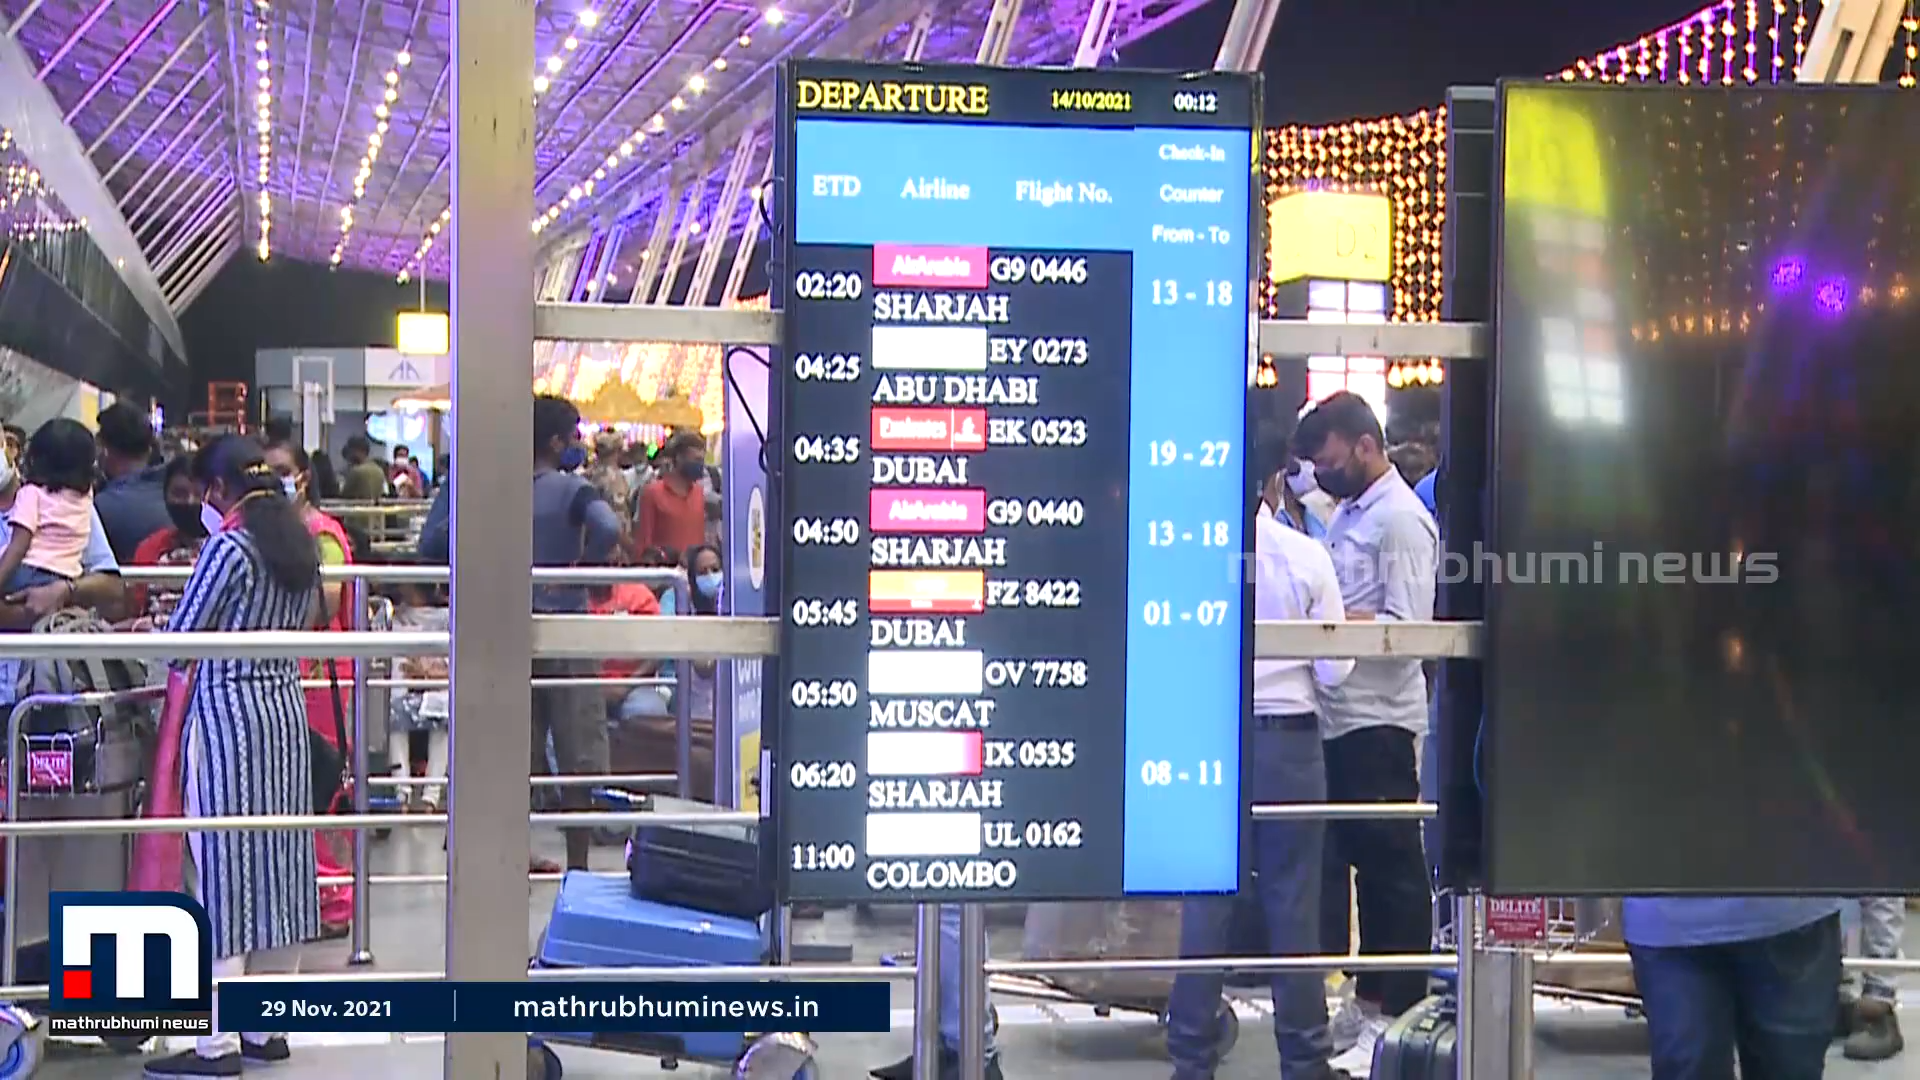 DEPARTURE 14/10/2021 00:12
ETD Airline Flight No. Check-In Counter From - To
02:20 AirArabia G9 0446 13 - 18
SHARJAH
04:25 EY 0273
ABU DHABI
04:35 Emirates EK 0523 19 - 27
DUBAI
04:50 AirArabia G9 0440 13 - 18
SHARJAH
05:45 FZ 8422 01 - 07
DUBAI
05:50 OV 7758
MUSCAT
06:20 IX 0535 08 - 11
SHARJAH
11:00 UL 0162
COLOMBO
mathrubhumi news
DELITE
DELITE
mathrubhumi news
29 Nov. 2021 mathrubhuminews.in